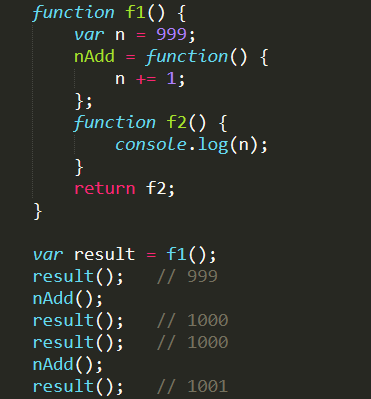 function f1() {
    var n = 999;
    nAdd = function() {
        n += 1;
    };
    function f2() {
        console.log(n);
    }
    return f2;
}

var result = f1();
result();   // 999
nAdd();
result();   // 1000
result();   // 1000
nAdd();
result();   // 1001